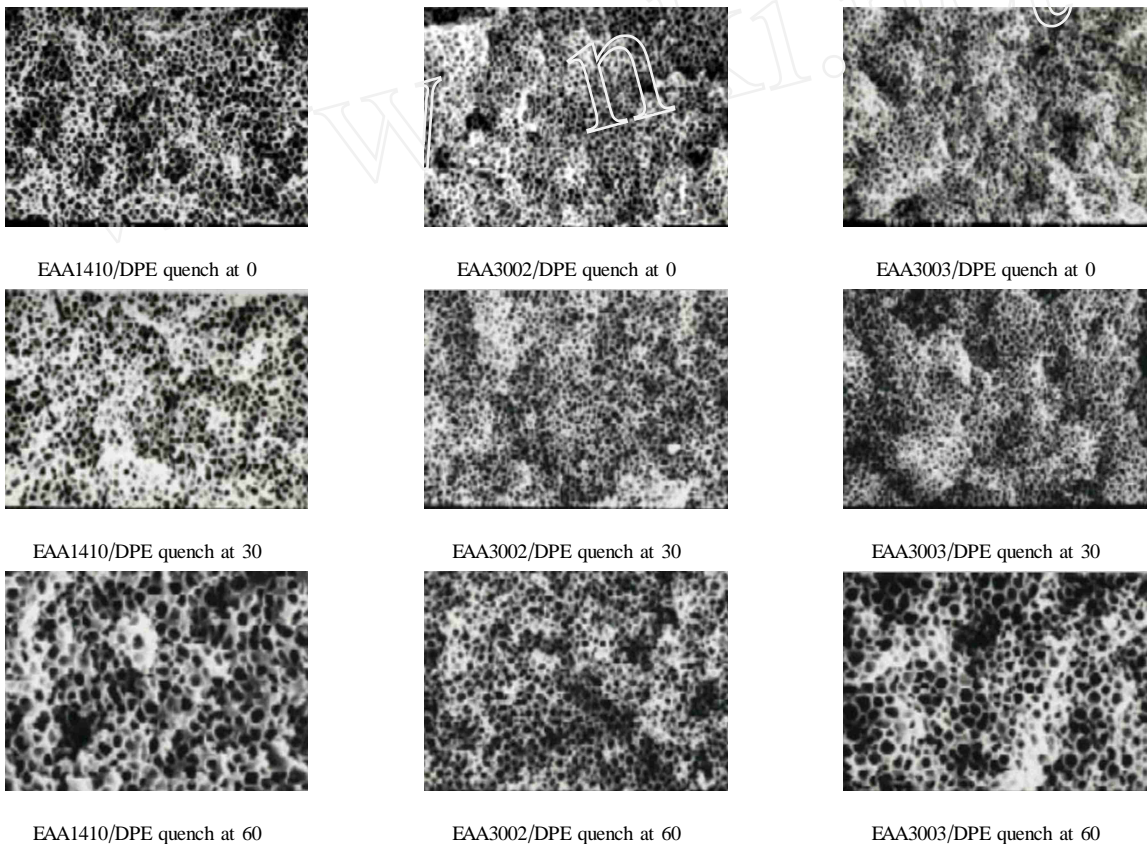 EAA1410/DPE quench at 0
EAA3002/DPE quench at 0
EAA3003/DPE quench at 0
EAA1410/DPE quench at 30
EAA3002/DPE quench at 30
EAA3003/DPE quench at 30
EAA1410/DPE quench at 60
EAA3002/DPE quench at 60
EAA3003/DPE quench at 60